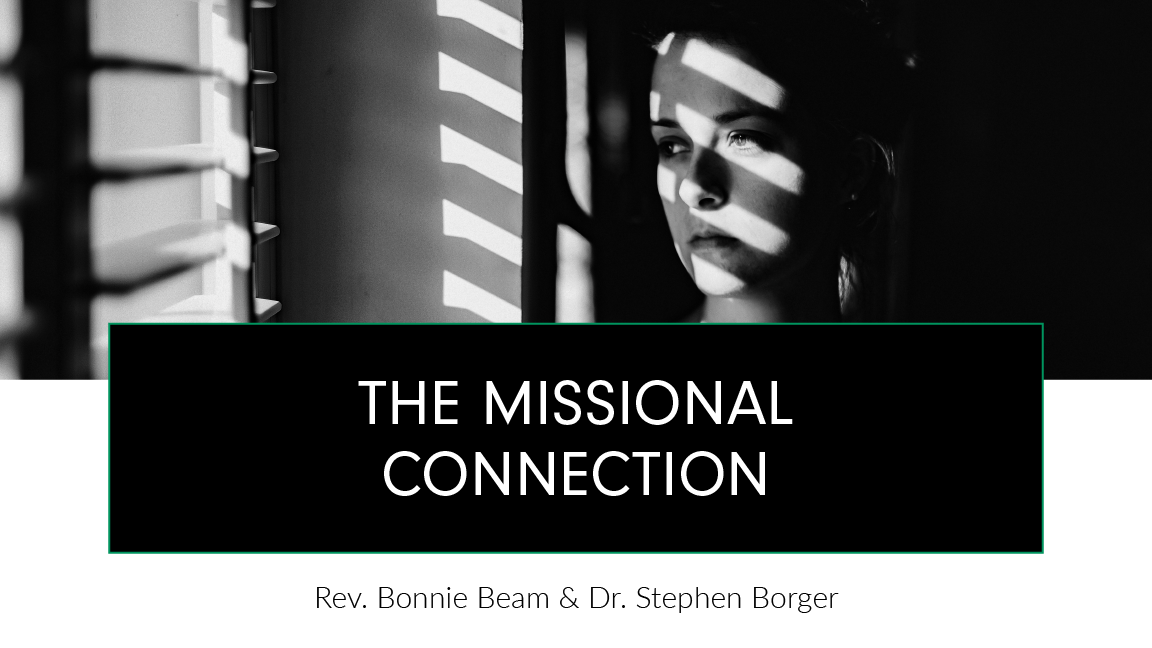 THE MISSIONAL
CONNECTION
Rev. Bonnie Beam & Dr. Stephen Borger